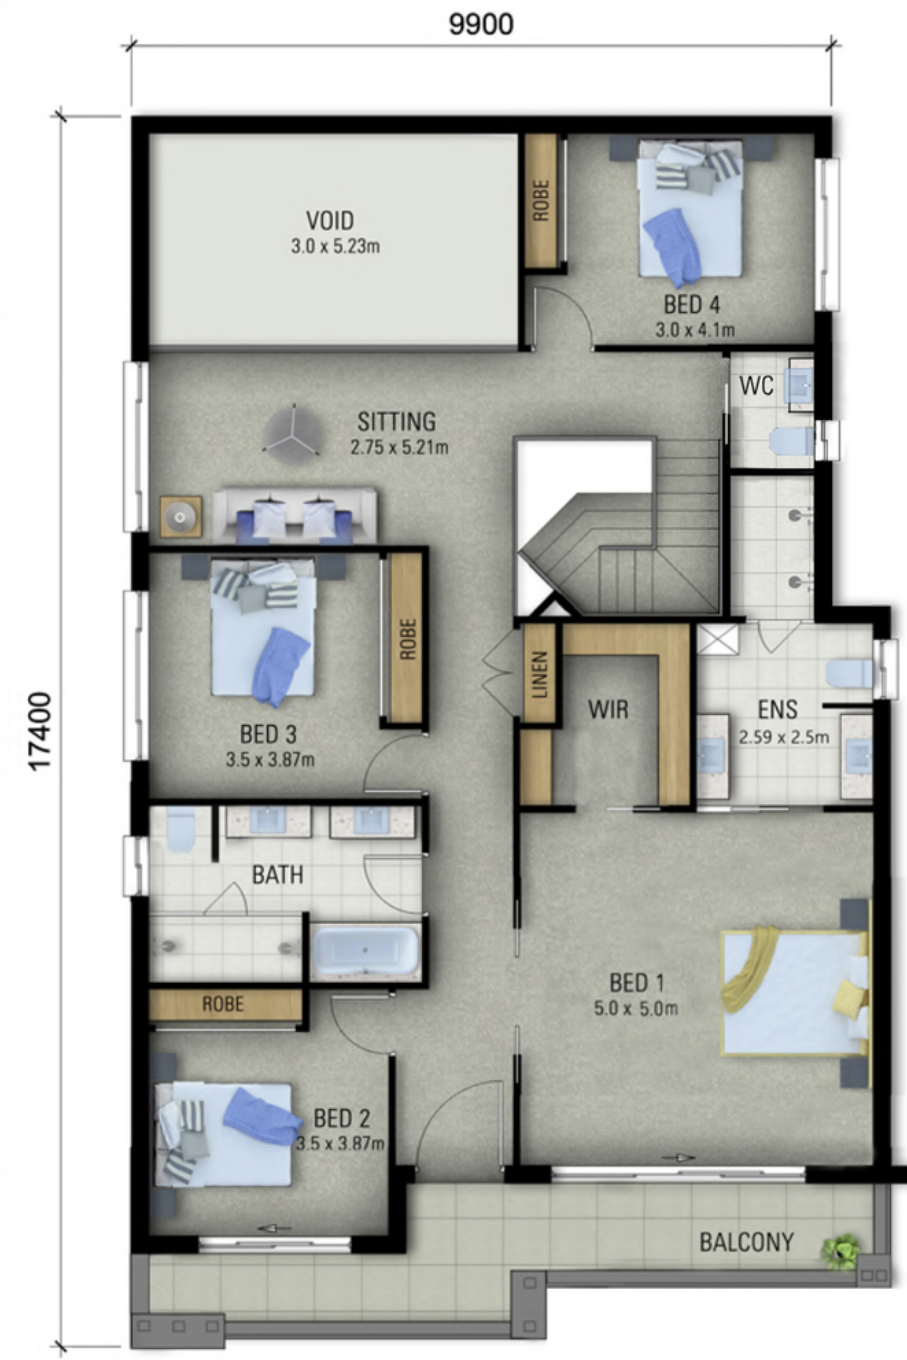 9900
17400
VOID
3.0 x 5.23m
ROBE
BED 4
3.0 x 4.1m
WC
SITTING
2.75 x 5.21m
ROBE
BED 3
3.5 x 3.87m
LINEN
WIR
ENS
2.59 x 2.5m
BATH
ROBE
BED 1
5.0 x 5.0m
BED 2
3.5 x 3.87m
BALCONY